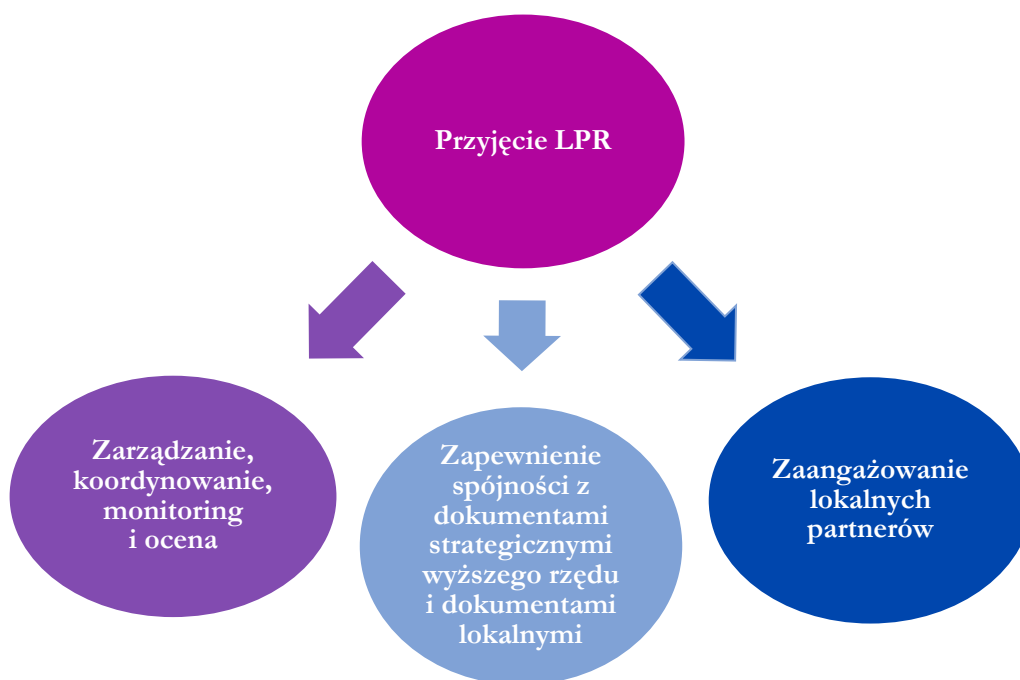 Przyjęcie LPR
Zarządzanie,
koordynowanie,
monitoring
i ocena
Zapewnienie
spójności z
dokumentami
strategicznymi
wyższego rzędu
i dokumentami
lokalnymi
Zaangażowanie
lokalnych
partnerów